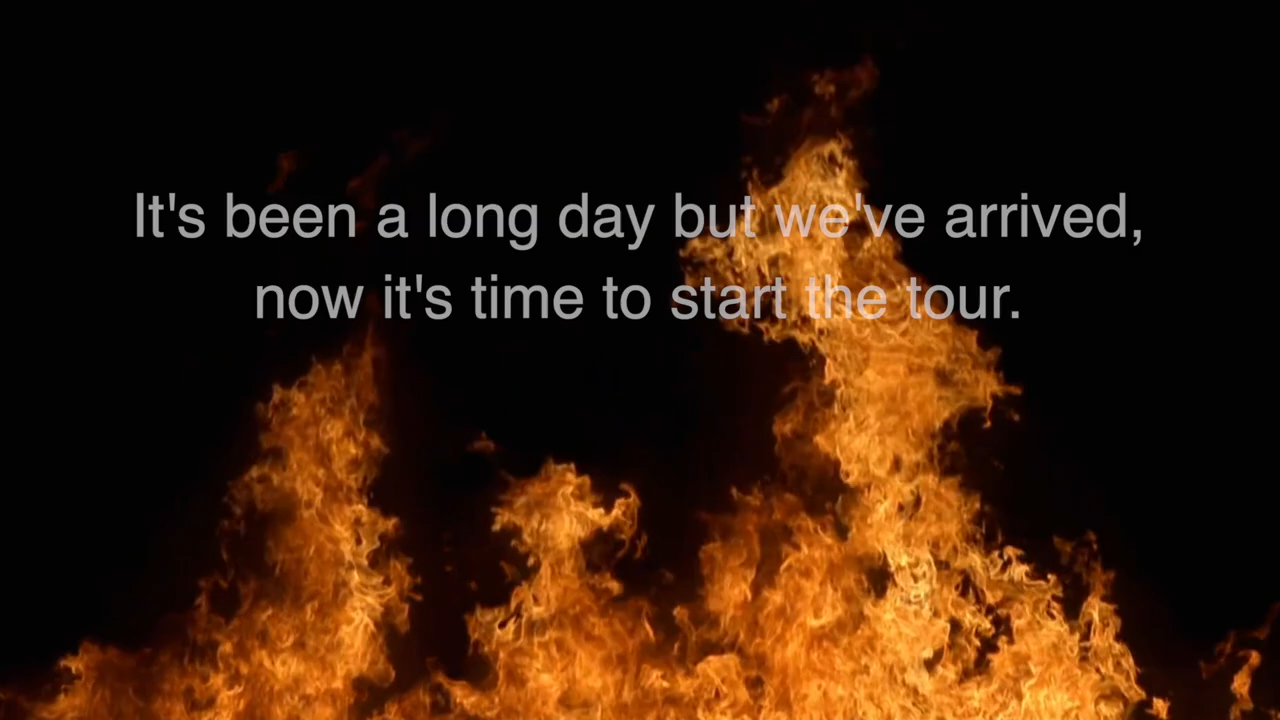 It's been a long day but we've arrived,
now it's time to start the tour.